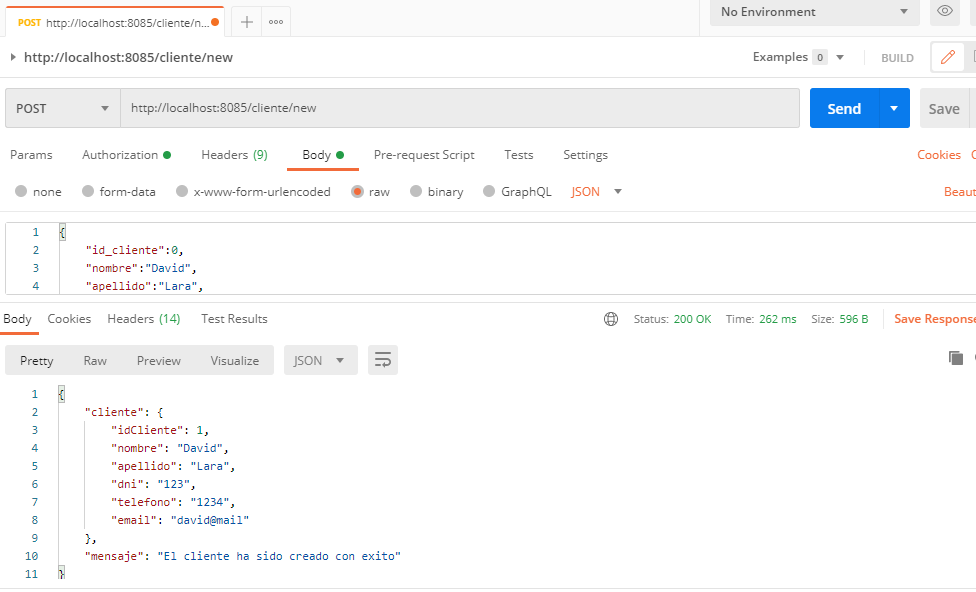 POST http://localhost:8085/cliente/n... No Environment
http://localhost:8085/cliente/new Examples 0 BUILD
POST http://localhost:8085/cliente/new Send Save
Params Authorization Headers (9) Body Pre-request Script Tests Settings Cookies
none form-data x-www-form-urlencoded raw binary GraphQL JSON Beaut
1 {
2 "id_cliente":0,
3 "nombre":"David",
4 "apellido":"Lara",
Body Cookies Headers (14) Test Results Status: 200 OK Time: 262 ms Size: 596 B Save Response
Pretty Raw Preview Visualize JSON
1 {
2 "cliente": {
3 "idCliente": 1,
4 "nombre": "David",
5 "apellido": "Lara",
6 "dni": "123",
7 "telefono": "1234",
8 "email": "david@mail"
9 },
10 "mensaje": "El cliente ha sido creado con exito"
11 }